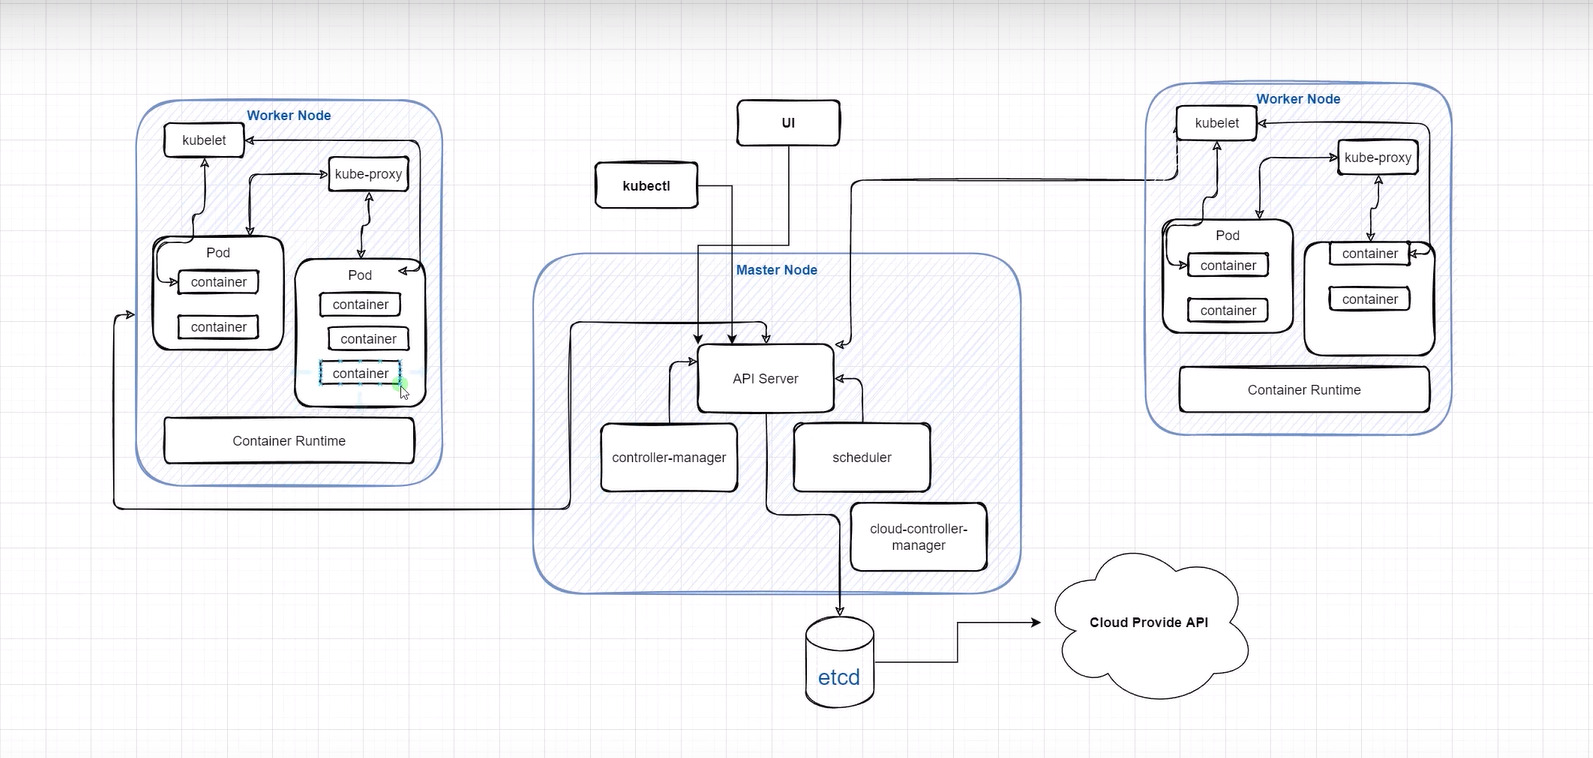 Worker Node
kubelet
kube-proxy
Pod
container
container
Pod
container
container
container
Container Runtime
UI
kubectl
Master Node
API Server
controller-manager
scheduler
cloud-controller-
manager
etcd
Cloud Provide API
Worker Node
kubelet
kube-proxy
Pod
container
container
container
container
Container Runtime